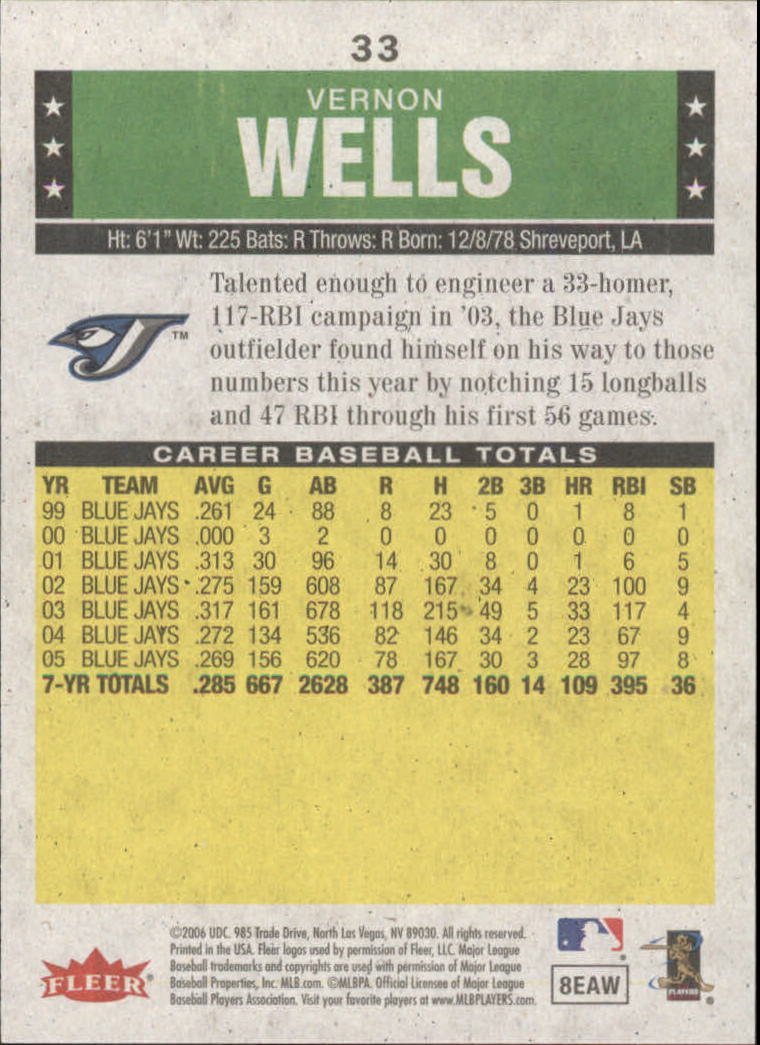 33
VERNON
WELLS
Ht: 6'1" Wt: 225 Bats: R Throws: R Born: 12/8/78 Shreveport, LA
Talented enough to engineer a 33-homer,
117-RBI campaign in '03, the Blue Jays
outfielder found himself on his way to those
numbers this year by notching 15 longballs
and 47 RBI through his first 56 games.
TM
CAREER BASEBALL TOTALS
YR TEAM AVG G AB R H 2B 3B HR RBI SB
99 BLUE JAYS .261 24 88 8 23 5 0 1 8 1
00 BLUE JAYS .000 3 2 0 0 0 0 0 0 0
01 BLUE JAYS .313 30 96 14 30 8 0 1 6 5
02 BLUE JAYS .275 159 608 87 167 34 4 23 100 9
03 BLUE JAYS .317 161 678 118 215 49 5 33 117 4
04 BLUE JAYS .272 134 536 82 146 34 2 23 67 9
05 BLUE JAYS .269 156 620 78 167 30 3 28 97 8
7-YR TOTALS .285 667 2628 387 748 160 14 109 395 36
FLEER®
©2006 UDC. 985 Trade Drive, North Las Vegas, NV 89030. All rights reserved.
Printed in the USA. Fleer logos used by permission of Fleer, LLC. Major League
Baseball trademarks and copyrights are used with permission of Major League
Baseball Properties, Inc. MLB.com. ©MLBPA. Official Licensee of Major League
Baseball Players Association. Visit your favorite players at www.MLBPLAYERS.com.
8EAW
PLAYERS